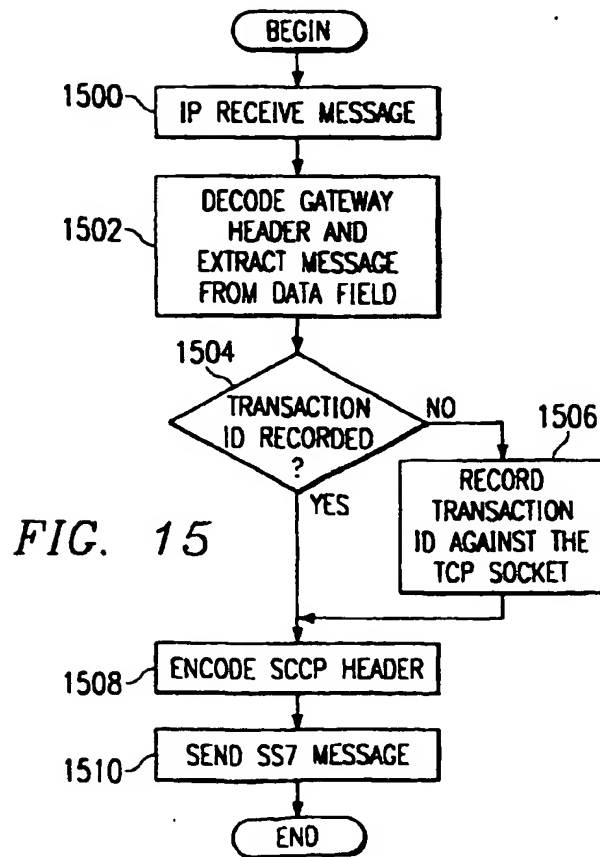 BEGIN
1500
IP RECEIVE MESSAGE
1502
DECODE GATEWAY
HEADER AND
EXTRACT MESSAGE
FROM DATA FIELD
1504
TRANSACTION
ID RECORDED
?
NO
YES
1506
RECORD
TRANSACTION
ID AGAINST THE
TCP SOCKET
FIG. 15
1508
ENCODE SCCP HEADER
1510
SEND SS7 MESSAGE
END